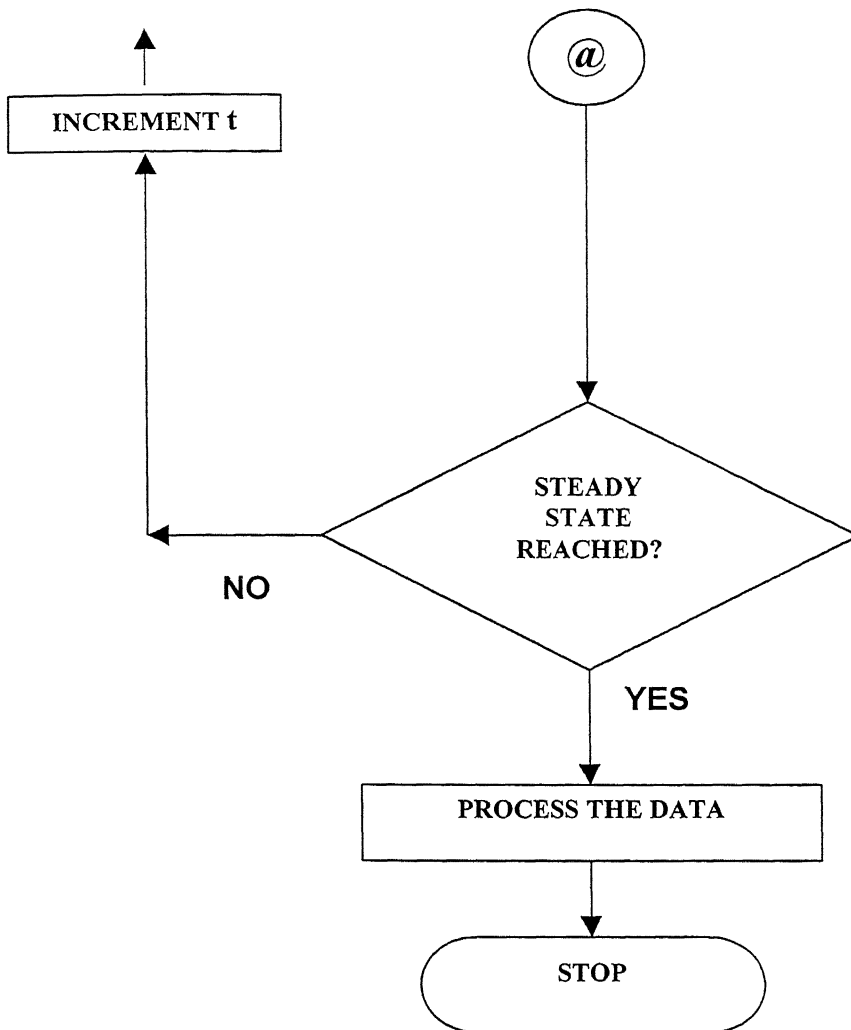 @
INCREMENT t
STEADY
STATE
REACHED?
NO
YES
PROCESS THE DATA
STOP